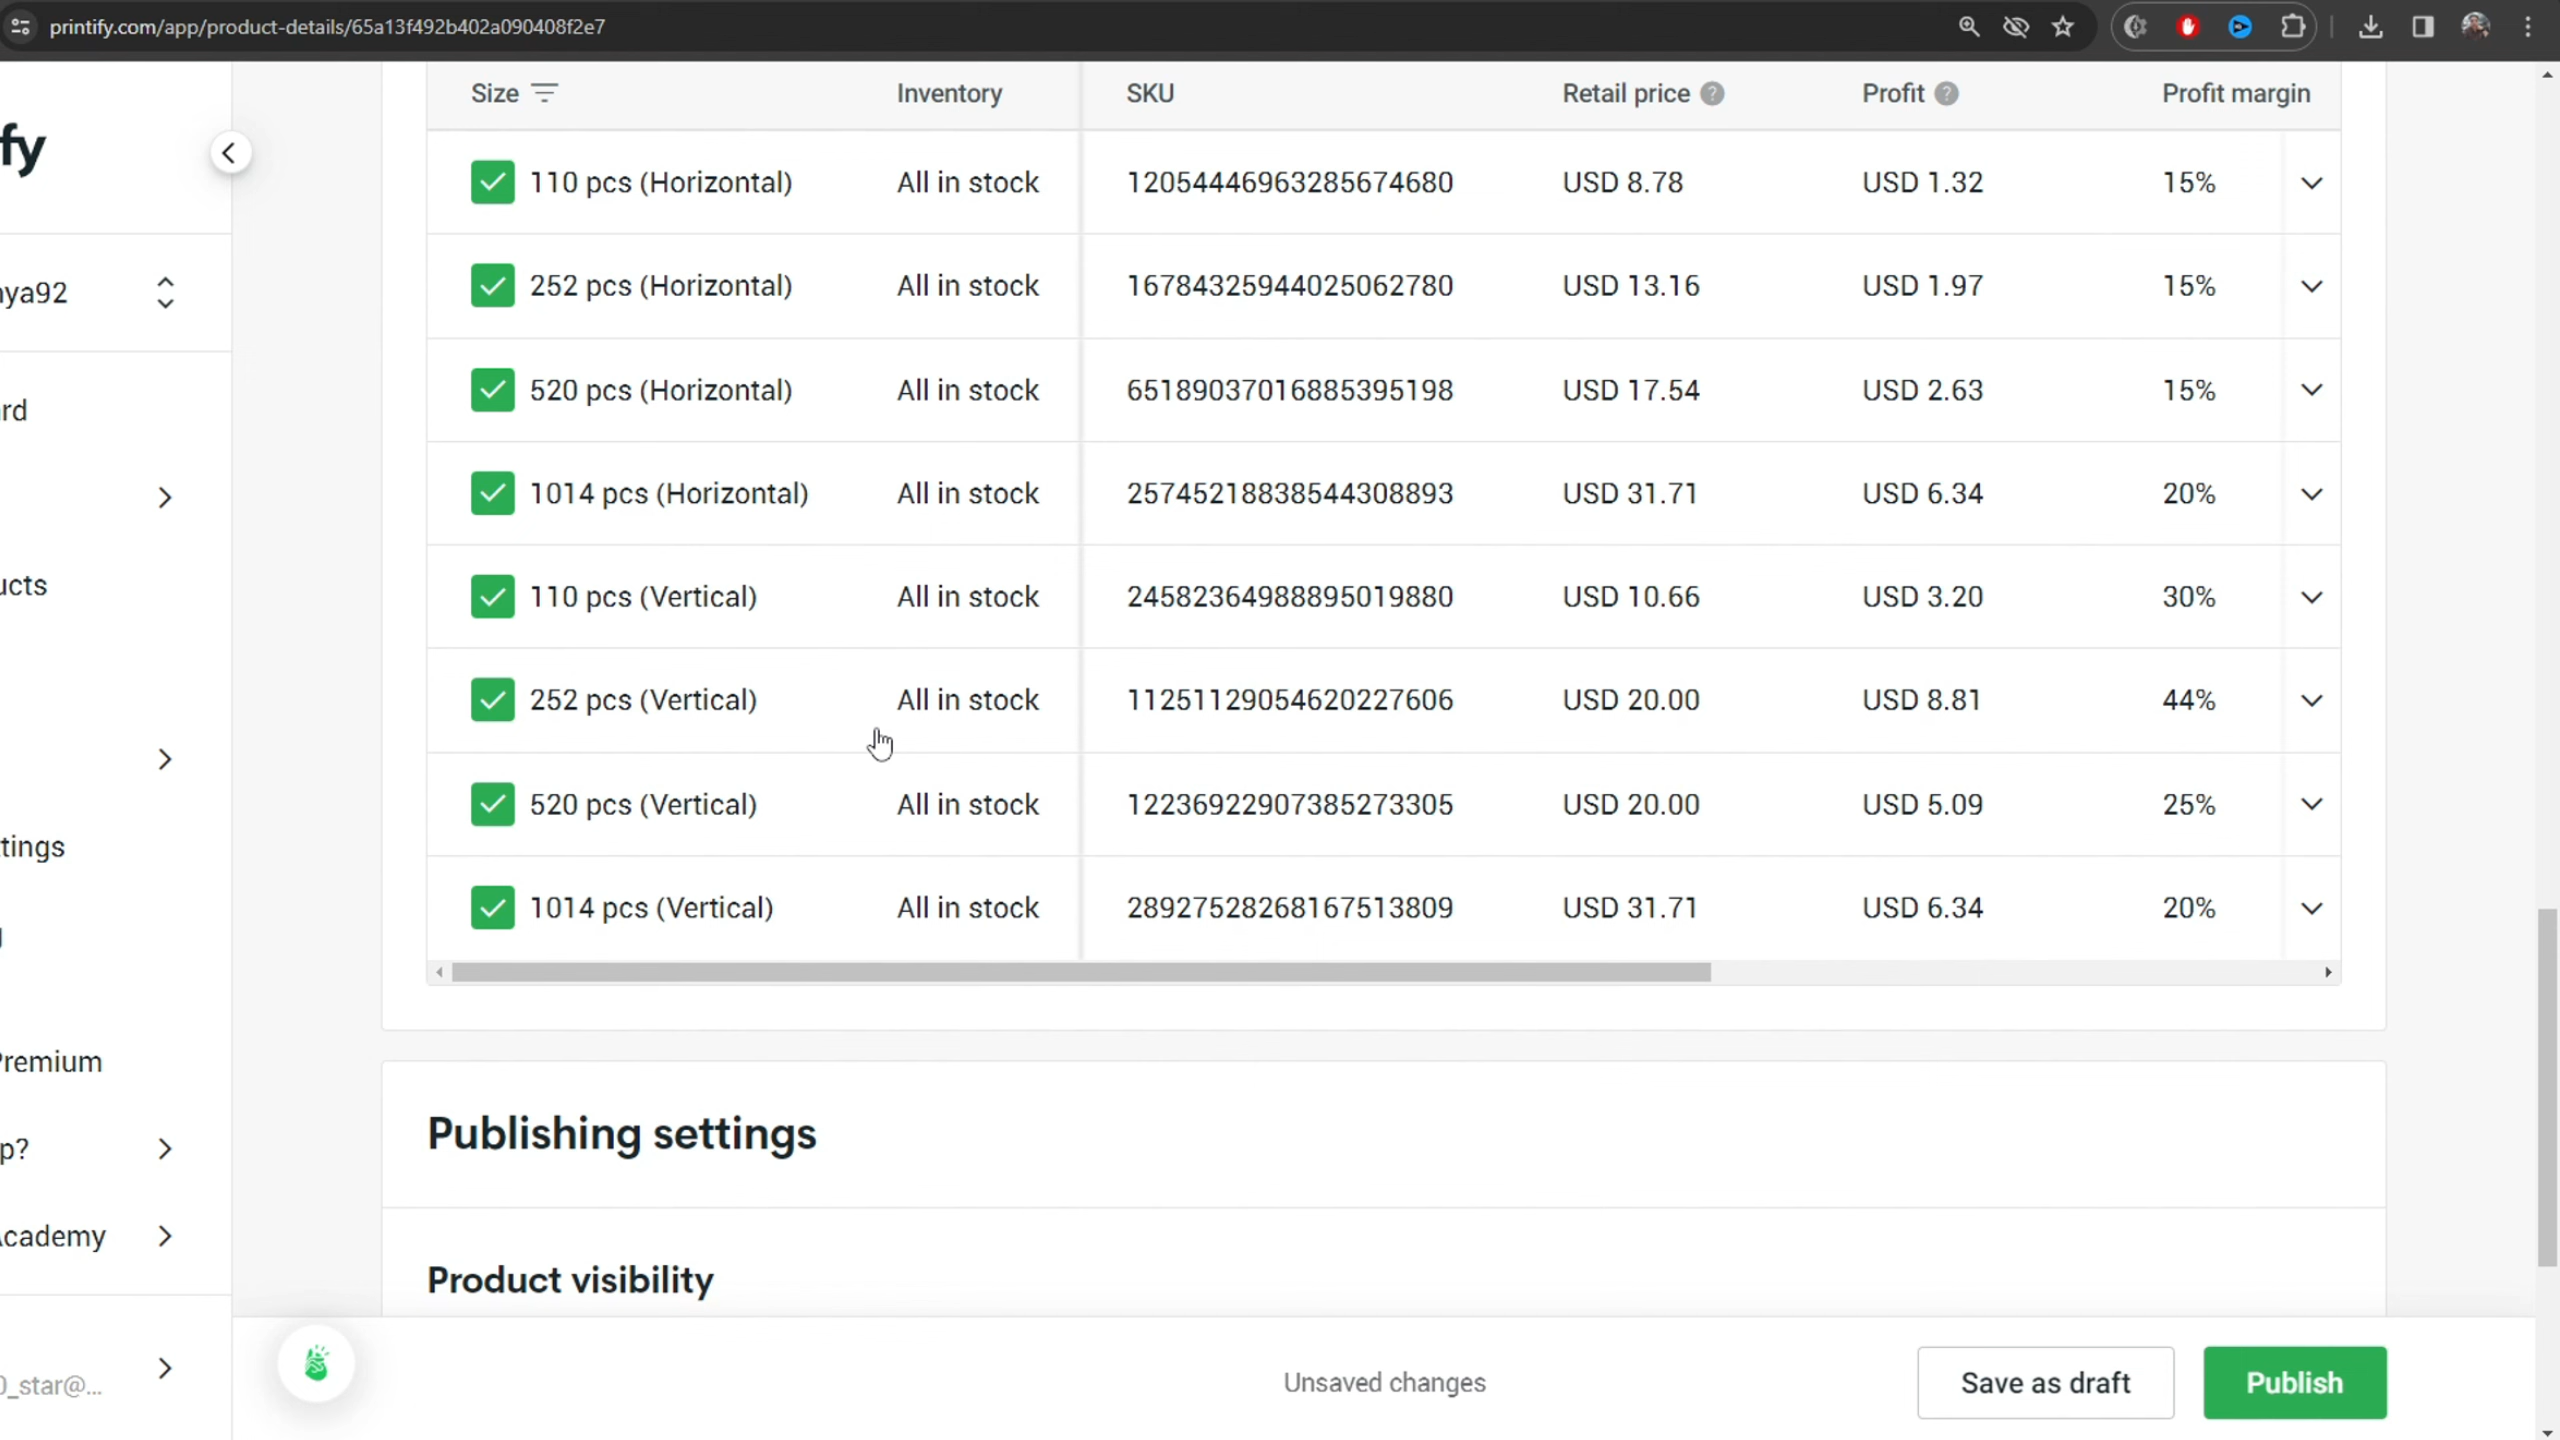 printify.com/app/product-details/65a13f492b402a090408f2e7
Size Inventory SKU Retail price ? Profit ? Profit margin
110 pcs (Horizontal) All in stock 12054446963285674680 USD 8.78 USD 1.32 15%
252 pcs (Horizontal) All in stock 16784325944025062780 USD 13.16 USD 1.97 15%
520 pcs (Horizontal) All in stock 65189037016885395198 USD 17.54 USD 2.63 15%
1014 pcs (Horizontal) All in stock 25745218838544308893 USD 31.71 USD 6.34 20%
110 pcs (Vertical) All in stock 24582364988895019880 USD 10.66 USD 3.20 30%
252 pcs (Vertical) All in stock 11251129054620227606 USD 20.00 USD 8.81 44%
520 pcs (Vertical) All in stock 12236922907385273305 USD 20.00 USD 5.09 25%
1014 pcs (Vertical) All in stock 28927528268167513809 USD 31.71 USD 6.34 20%
fy
ya92
rd
ucts
tings
Premium
p?
Academy
0_star@...
Publishing settings
Product visibility
Unsaved changes
Save as draft
Publish